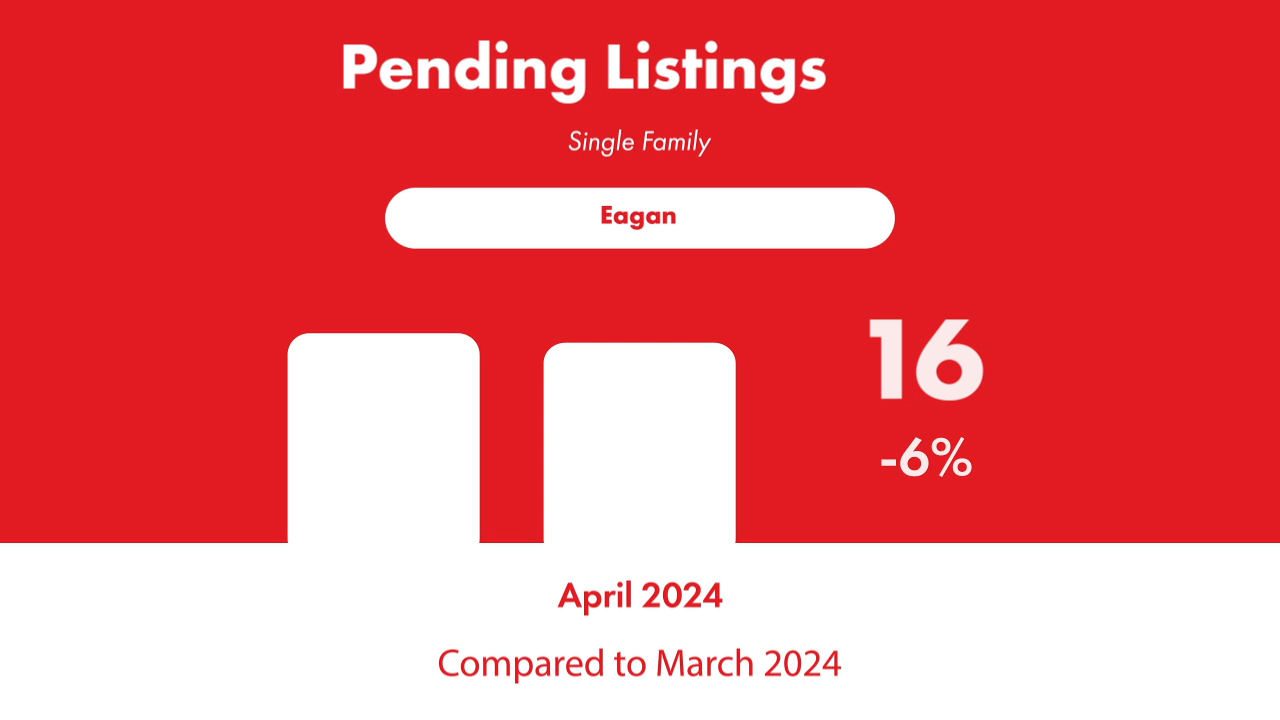 Pending Listings
Single Family
Eagan
16
-6%
April 2024
Compared to March 2024